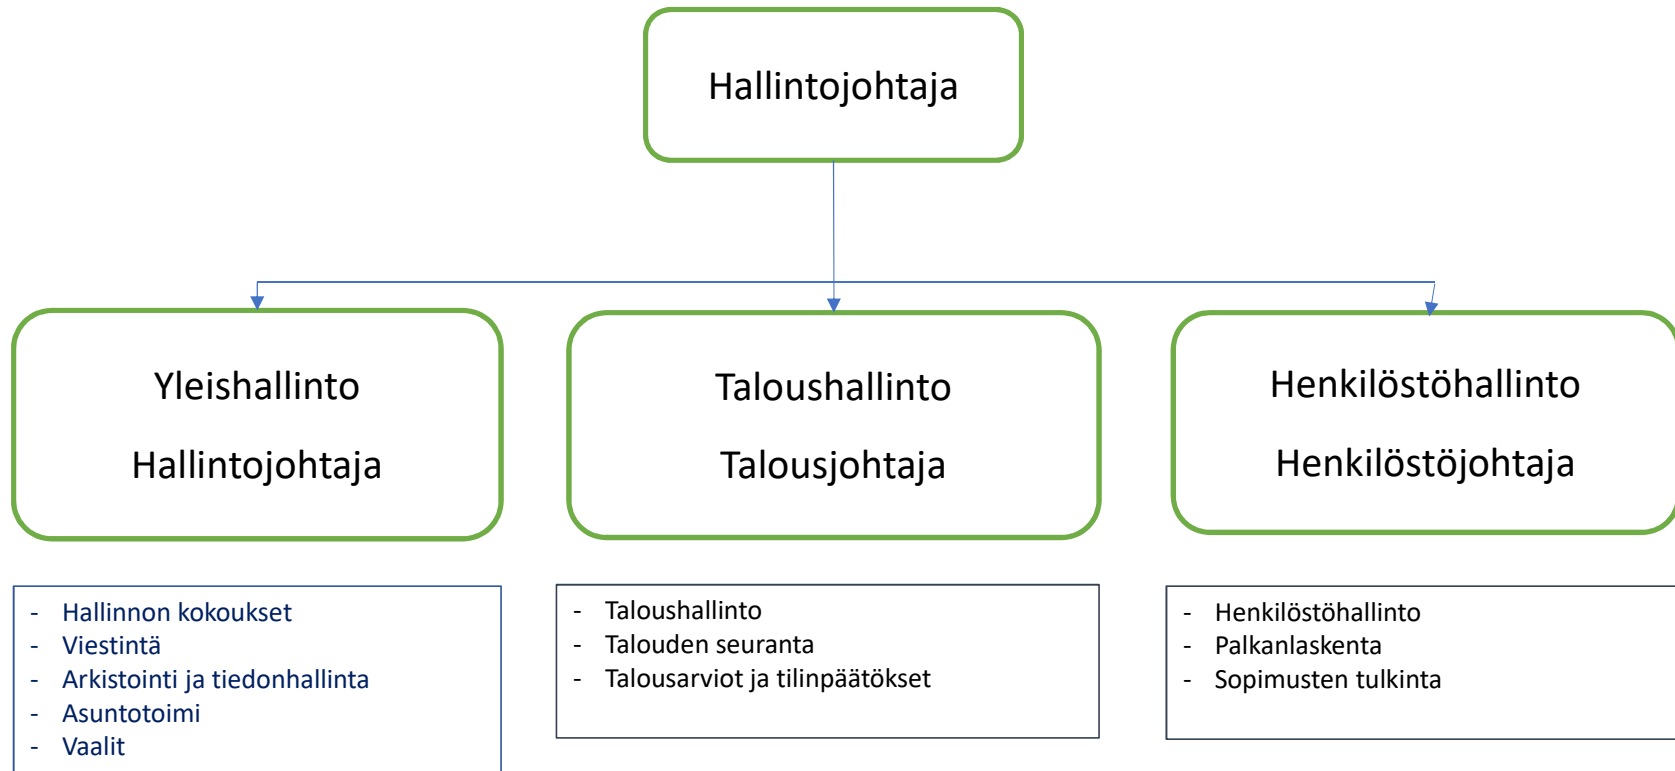 Hallintojohtaja
Yleishallinto
Hallintojohtaja
Taloushallinto
Talousjohtaja
Henkilöstöhallinto
Henkilöstöjohtaja
- Hallinnon kokoukset
- Viestintä
- Arkistointi ja tiedonhallinta
- Asuntotoimi
- Vaalit
- Taloushallinto
- Talouden seuranta
- Talousarviot ja tilinpäätökset
- Henkilöstöhallinto
- Palkanlaskenta
- Sopimusten tulkinta